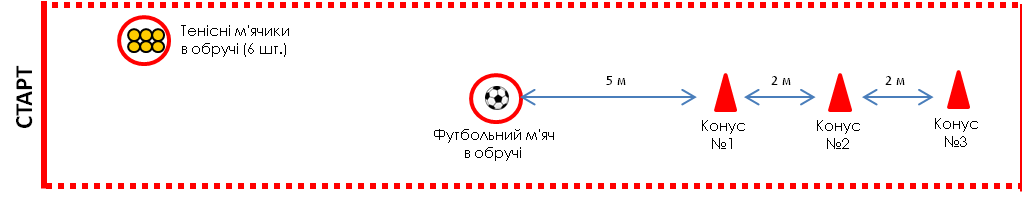 СТАРТ
Тенісні м'ячики
в обручі (6 шт.)
Футбольний м'яч
в обручі
5 м
2 м
2 м
Конус
№1
Конус
№2
Конус
№3